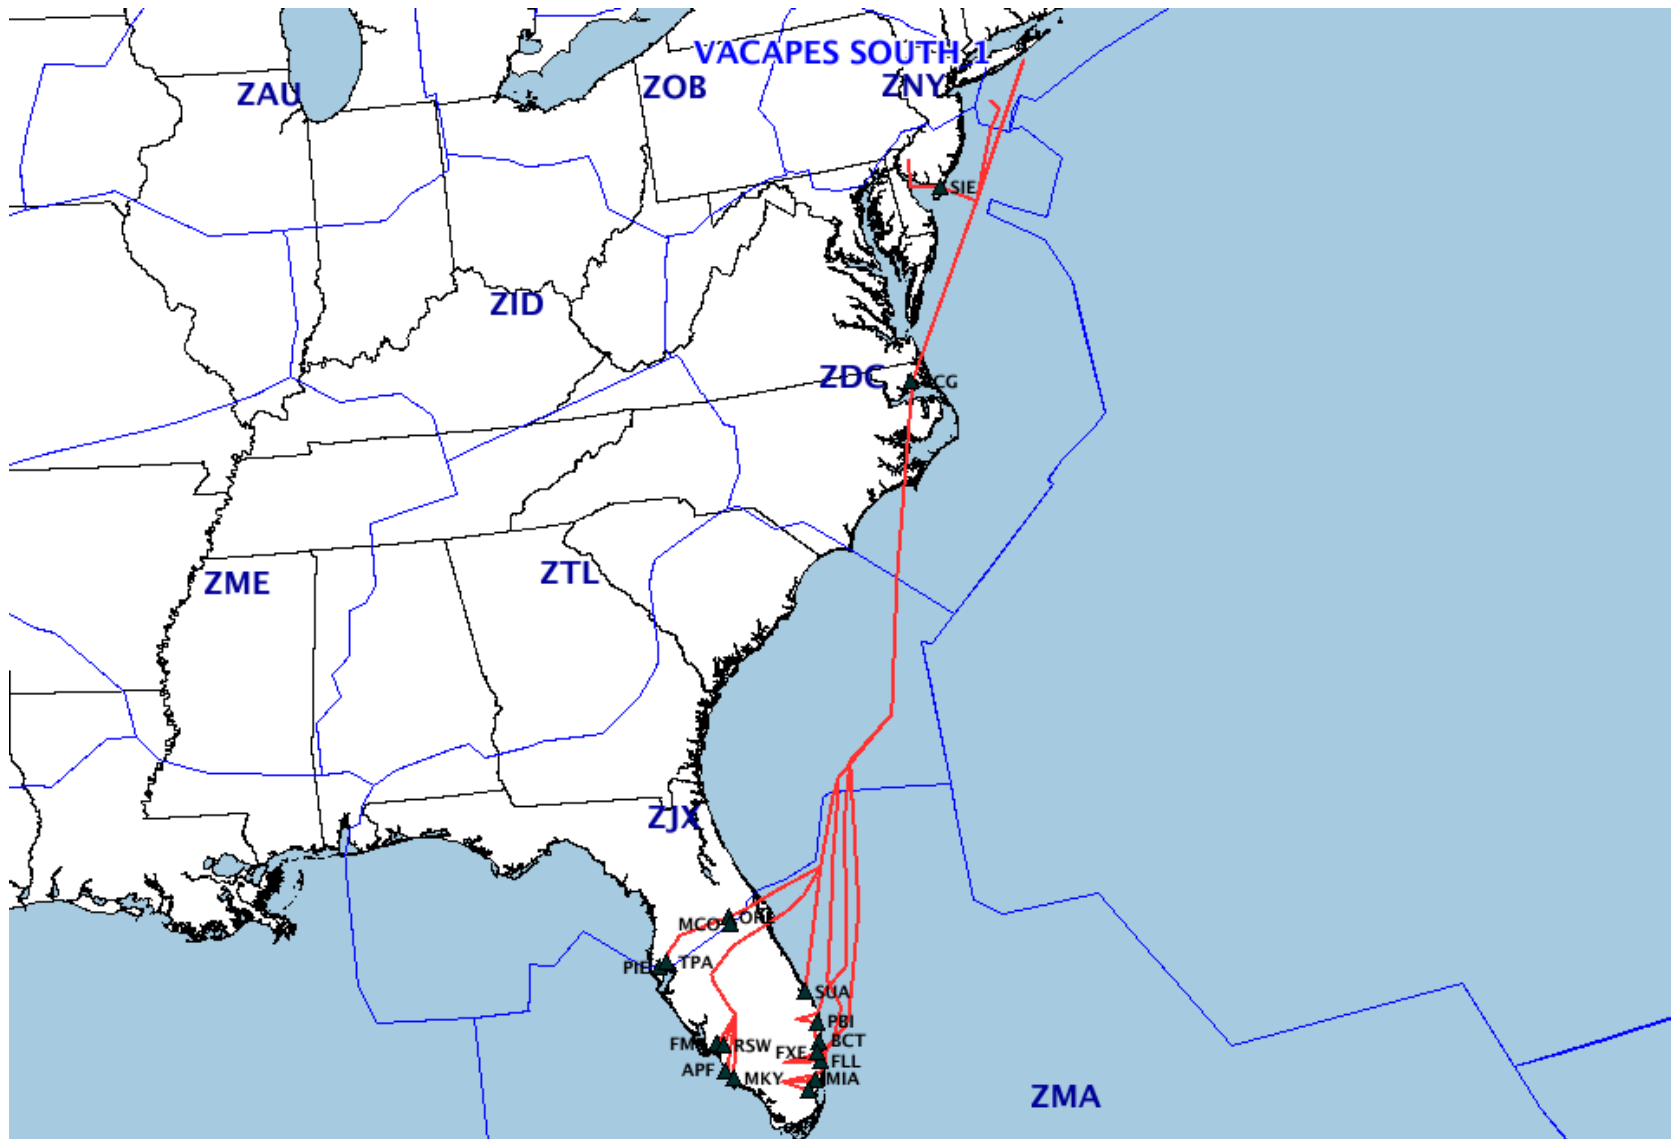 VACAPES SOUTH 1
ZAU
ZOB
ZNY
SIE
ZID
ZDC
CG
ZTL
ZME
ZJX
MCO
ORL
PIE
TPA
SUA
PBI
FM
RSW
BCT
FXE
FLL
APF
MKY
MIA
ZMA